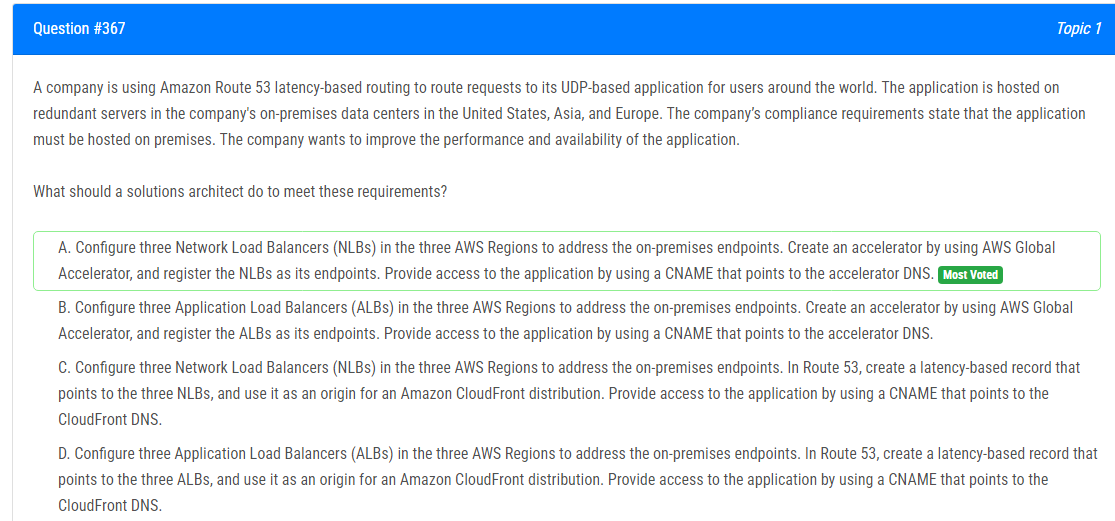 Question #367
Topic 1
A company is using Amazon Route 53 latency-based routing to route requests to its UDP-based application for users around the world. The application is hosted on
redundant servers in the company's on-premises data centers in the United States, Asia, and Europe. The company’s compliance requirements state that the application
must be hosted on premises. The company wants to improve the performance and availability of the application.
What should a solutions architect do to meet these requirements?
A. Configure three Network Load Balancers (NLBs) in the three AWS Regions to address the on-premises endpoints. Create an accelerator by using AWS Global
Accelerator, and register the NLBs as its endpoints. Provide access to the application by using a CNAME that points to the accelerator DNS. Most Voted
B. Configure three Application Load Balancers (ALBs) in the three AWS Regions to address the on-premises endpoints. Create an accelerator by using AWS Global
Accelerator, and register the ALBs as its endpoints. Provide access to the application by using a CNAME that points to the accelerator DNS.
C. Configure three Network Load Balancers (NLBs) in the three AWS Regions to address the on-premises endpoints. In Route 53, create a latency-based record that
points to the three NLBs, and use it as an origin for an Amazon CloudFront distribution. Provide access to the application by using a CNAME that points to the
CloudFront DNS.
D. Configure three Application Load Balancers (ALBs) in the three AWS Regions to address the on-premises endpoints. In Route 53, create a latency-based record that
points to the three ALBs, and use it as an origin for an Amazon CloudFront distribution. Provide access to the application by using a CNAME that points to the
CloudFront DNS.